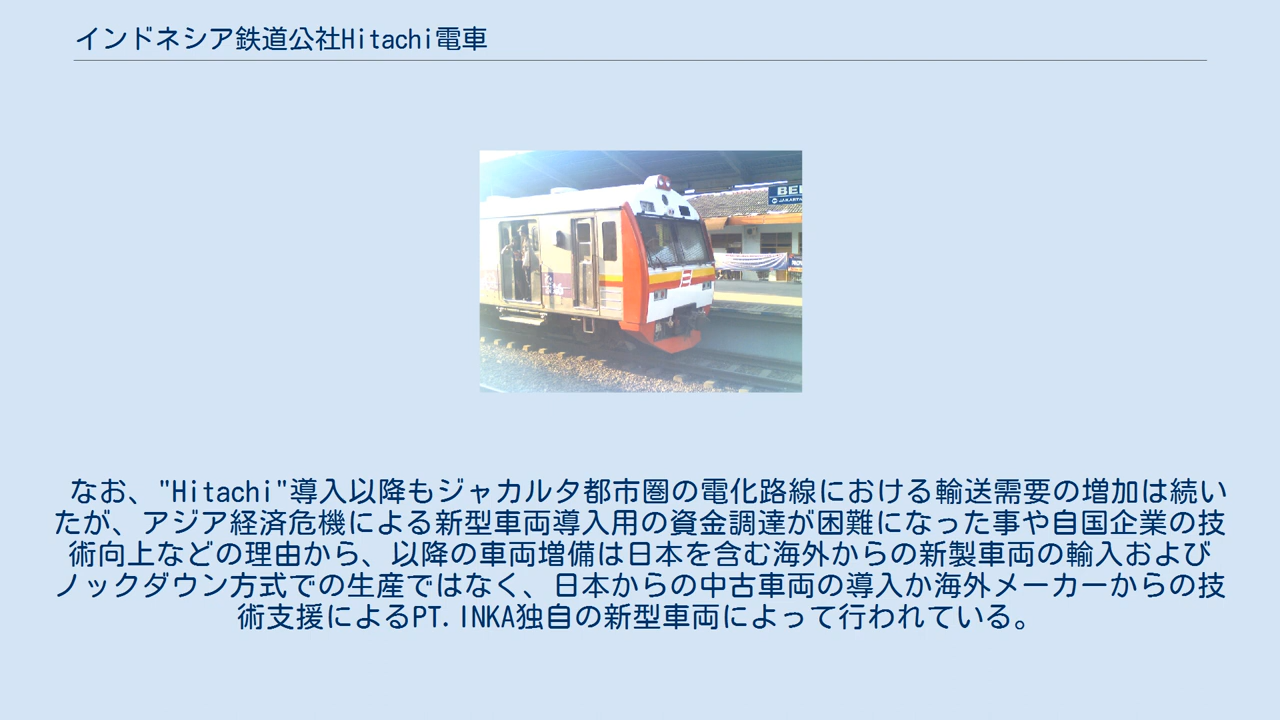 インドネシア鉄道公社Hitachi電車
JAKARTA
なお、"Hitachi"導入以降もジャカルタ都市圏の電化路線における輸送需要の増加は続い
たが、アジア経済危機による新型車両導入用の資金調達が困難になった事や自国企業の技
術向上などの理由から、以降の車両増備は日本を含む海外からの新製車両の輸入および
ノックダウン方式での生産ではなく、日本からの中古車両の導入か海外メーカーからの技
術支援によるPT.INKA独自の新型車両によって行われている。